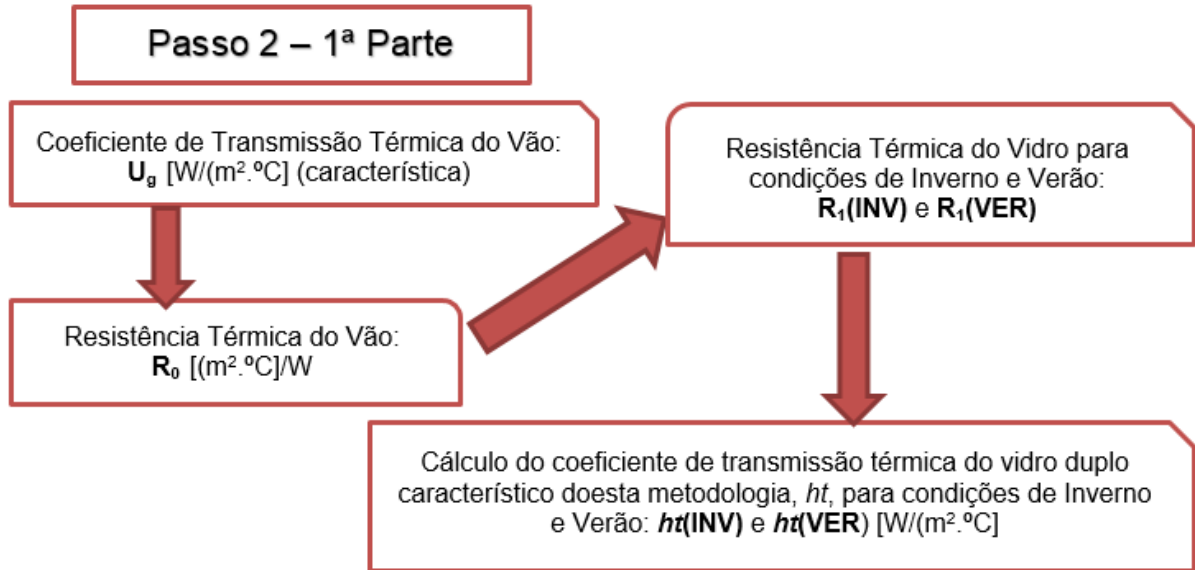 Passo 2 – 1ª Parte
Coeficiente de Transmissão Térmica do Vão:
Ug [W/(m².ºC] (característica)
Resistência Térmica do Vidro para
condições de Inverno e Verão:
R₁(INV) e R₁(VER)
Resistência Térmica do Vão:
R₀ [(m².ºC]/W
Cálculo do coeficiente de transmissão térmica do vidro duplo
característico doesta metodologia, ht, para condições de Inverno
e Verão: ht(INV) e ht(VER) [W/(m².ºC]